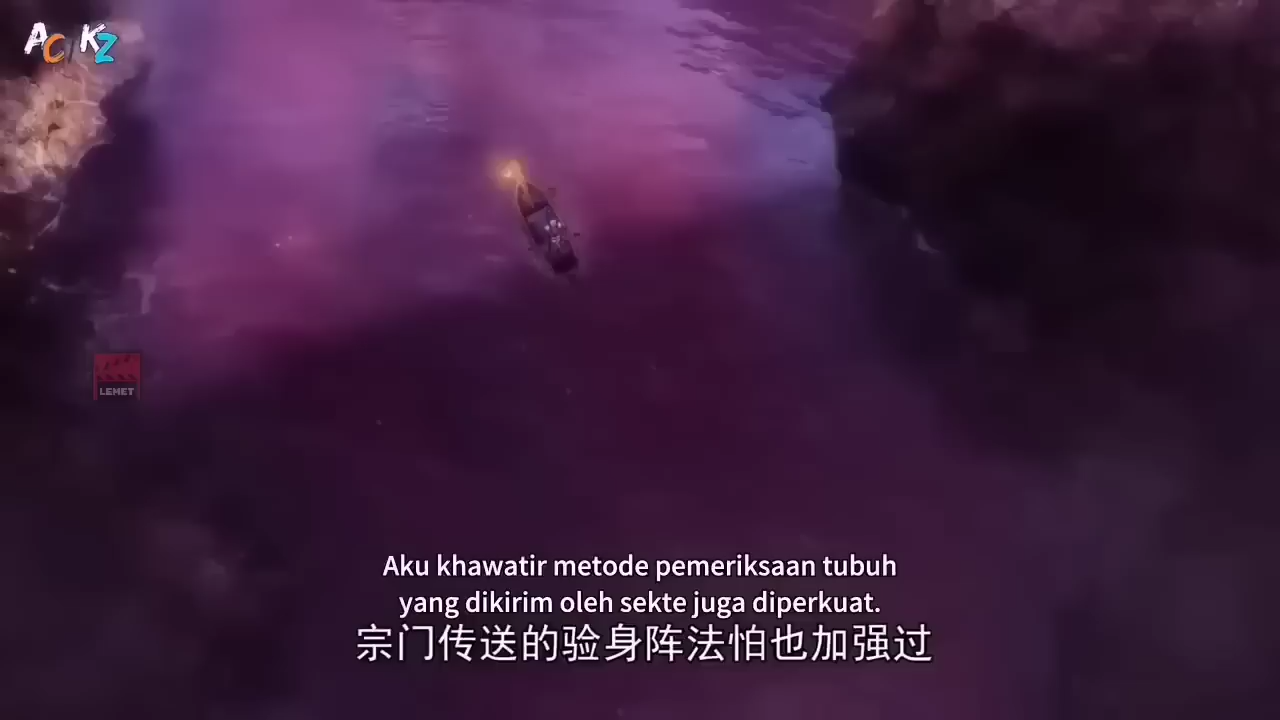 AC KZ
LEMET
Aku khawatir metode pemeriksaan tubuh
yang dikirim oleh sekte juga diperkuat.
宗门传送的验身阵法怕也加强过